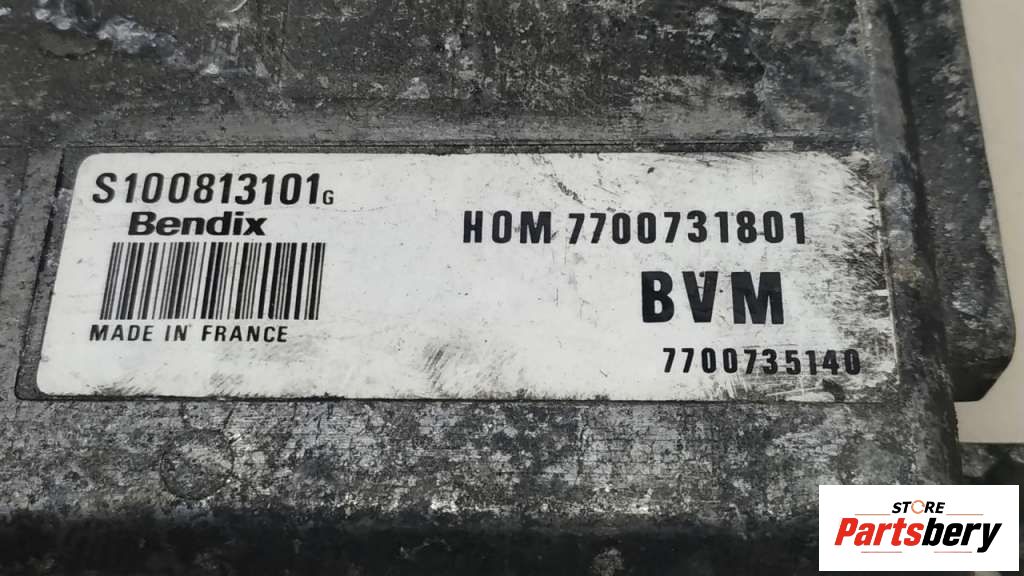 S100813101G
Bendix
MADE IN FRANCE
HOM 7700731801
BVM
7700735140
STORE
Partsbery